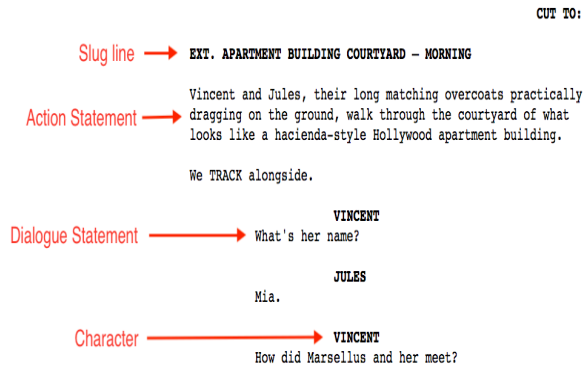 CUT TO:
Slug line
EXT. APARTMENT BUILDING COURTYARD – MORNING
Vincent and Jules, their long matching overcoats practically
Action Statement
dragging on the ground, walk through the courtyard of what
looks like a hacienda-style Hollywood apartment building.
We TRACK alongside.
VINCENT
Dialogue Statement
What's her name?
JULES
Mia.
Character
VINCENT
How did Marsellus and her meet?